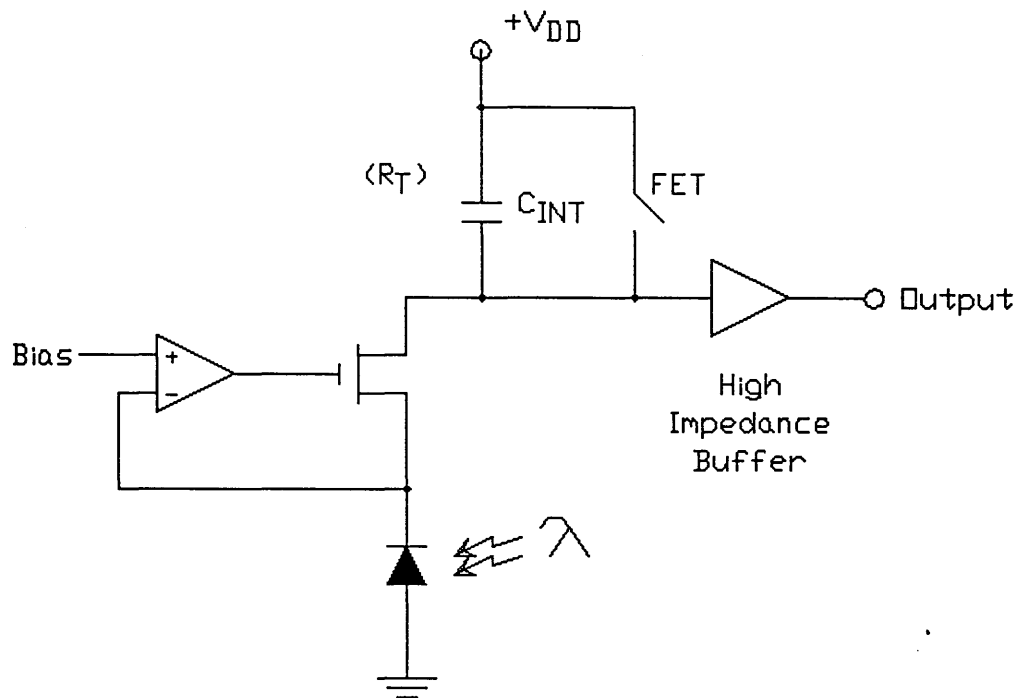 +VDD
(RT)
CINT
FET
Output
Bias
+
-
High
Impedance
Buffer
λ